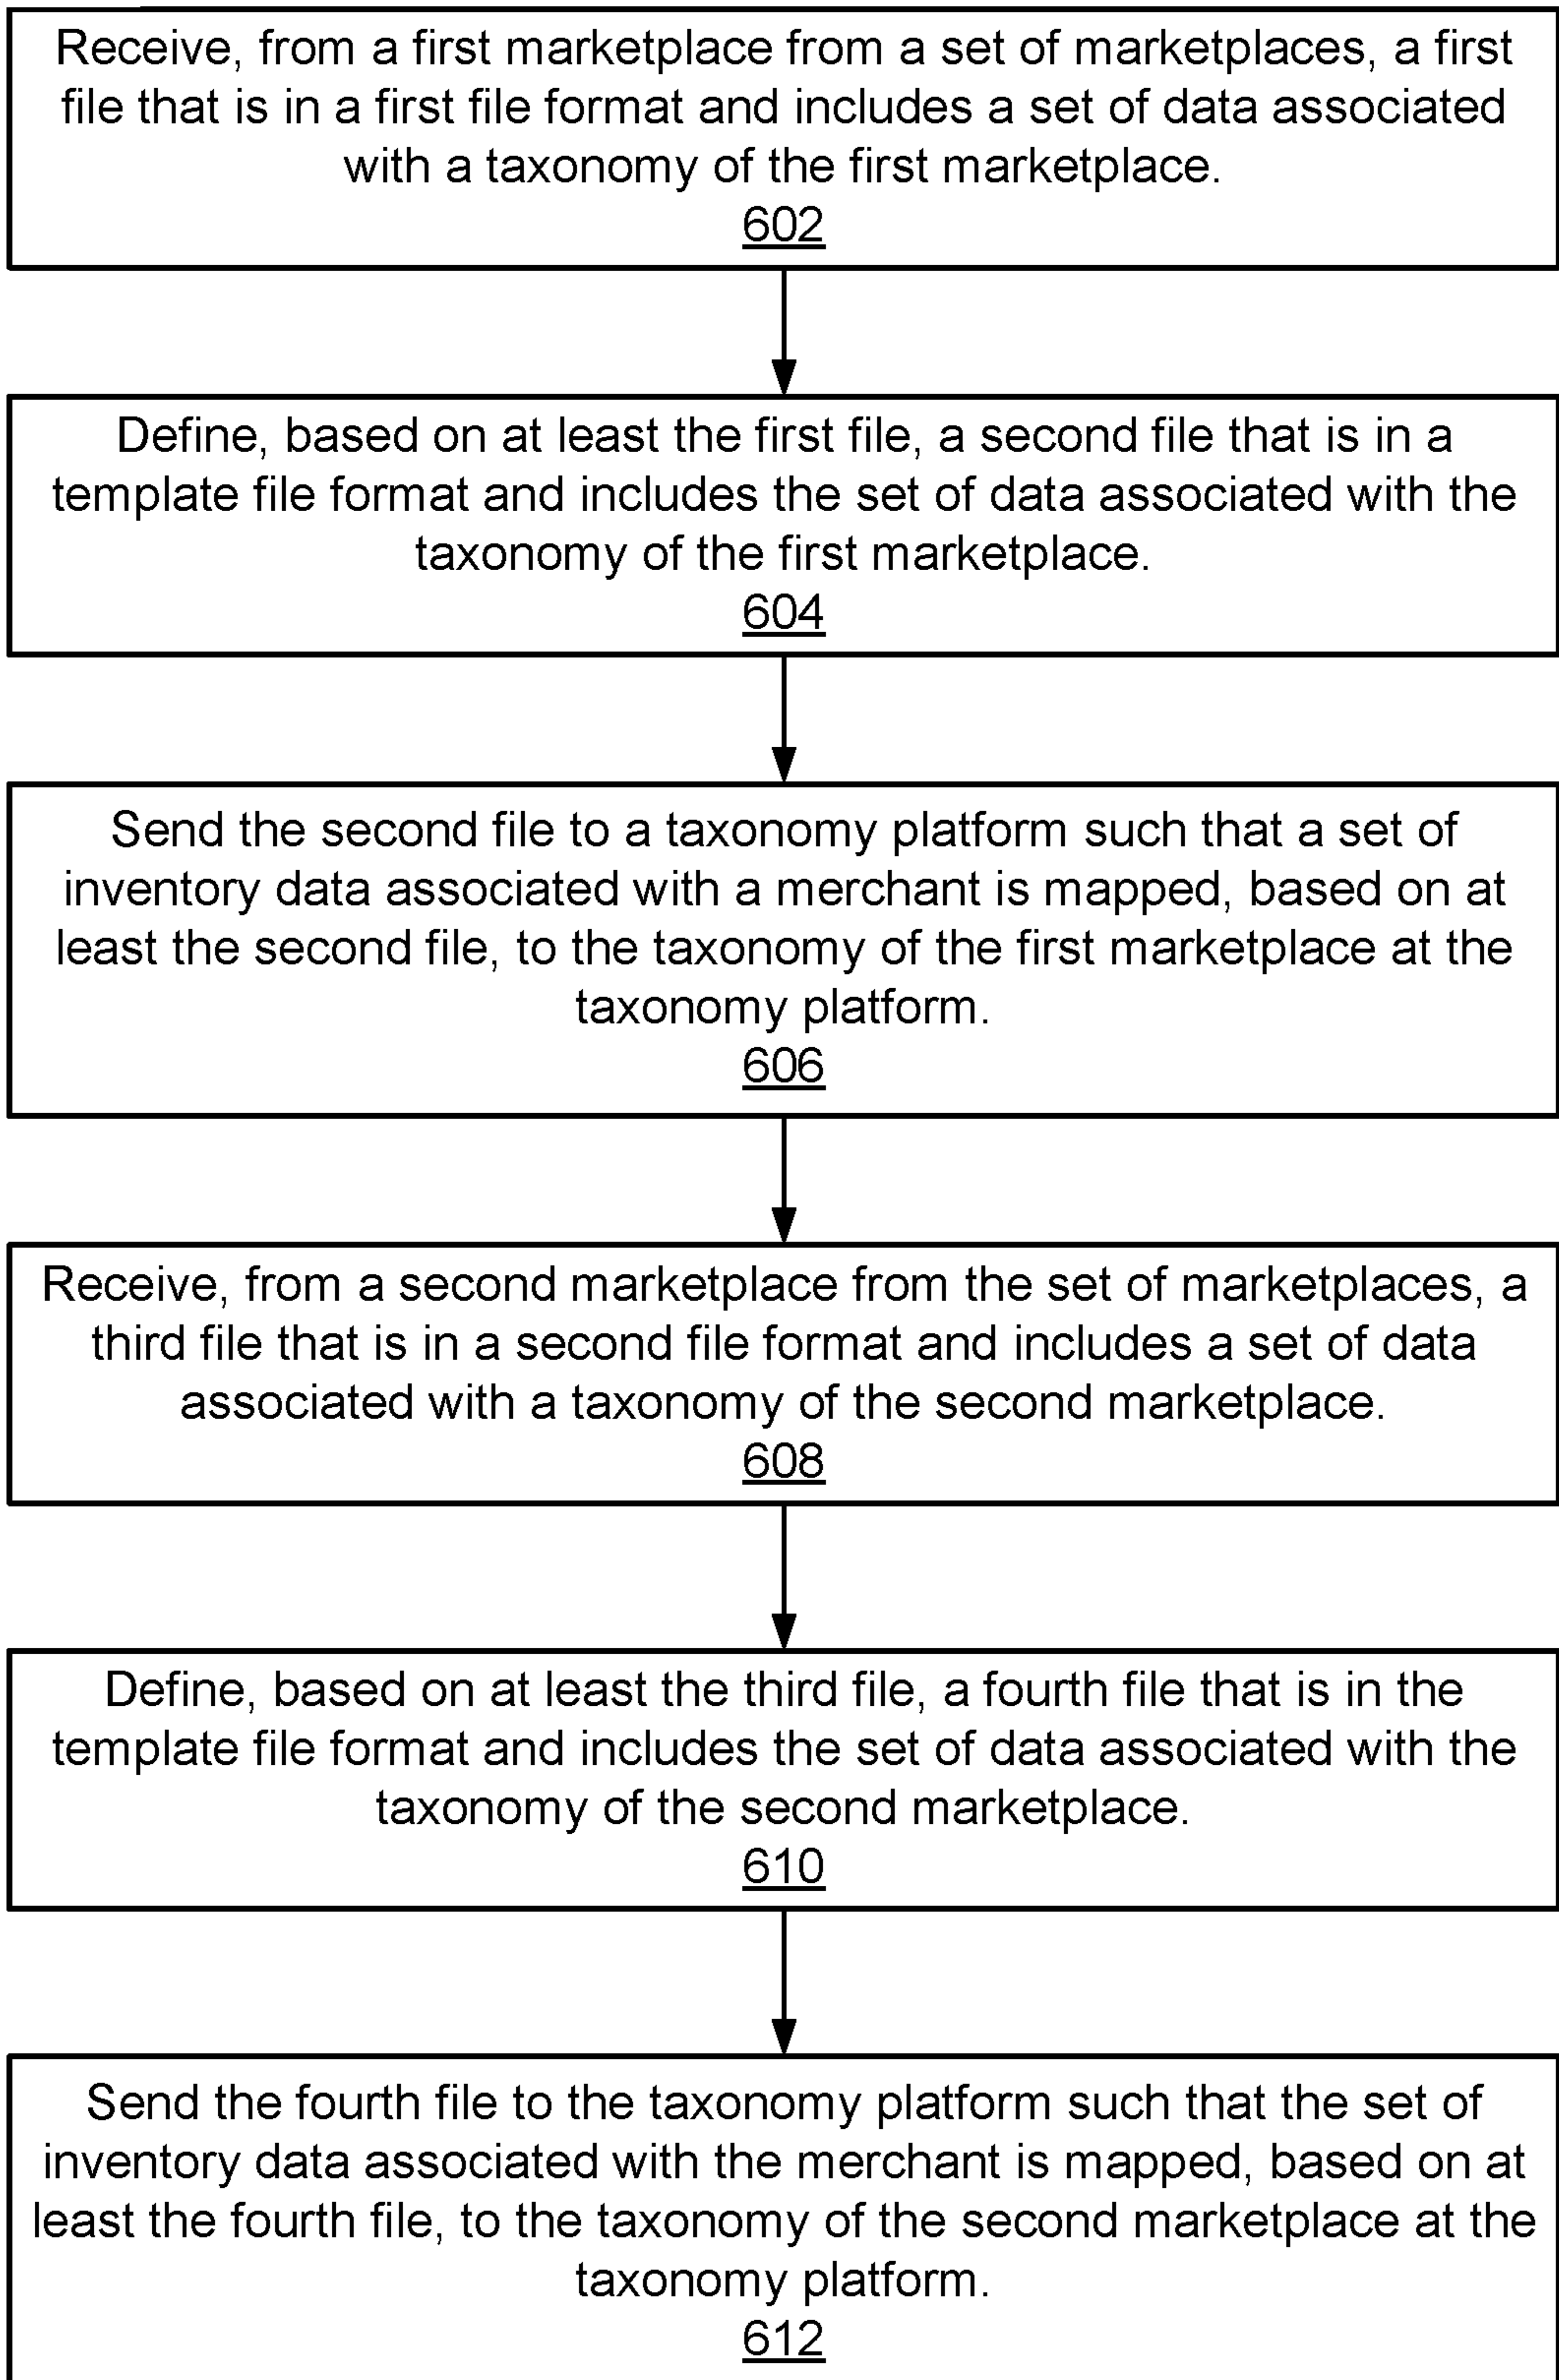 Receive, from a first marketplace from a set of marketplaces, a first
file that is in a first file format and includes a set of data associated
with a taxonomy of the first marketplace.
602
Define, based on at least the first file, a second file that is in a
template file format and includes the set of data associated with the
taxonomy of the first marketplace.
604
Send the second file to a taxonomy platform such that a set of
inventory data associated with a merchant is mapped, based on at
least the second file, to the taxonomy of the first marketplace at the
taxonomy platform.
606
Receive, from a second marketplace from the set of marketplaces, a
third file that is in a second file format and includes a set of data
associated with a taxonomy of the second marketplace.
608
Define, based on at least the third file, a fourth file that is in the
template file format and includes the set of data associated with the
taxonomy of the second marketplace.
610
Send the fourth file to the taxonomy platform such that the set of
inventory data associated with the merchant is mapped, based on at
least the fourth file, to the taxonomy of the second marketplace at the
taxonomy platform.
612